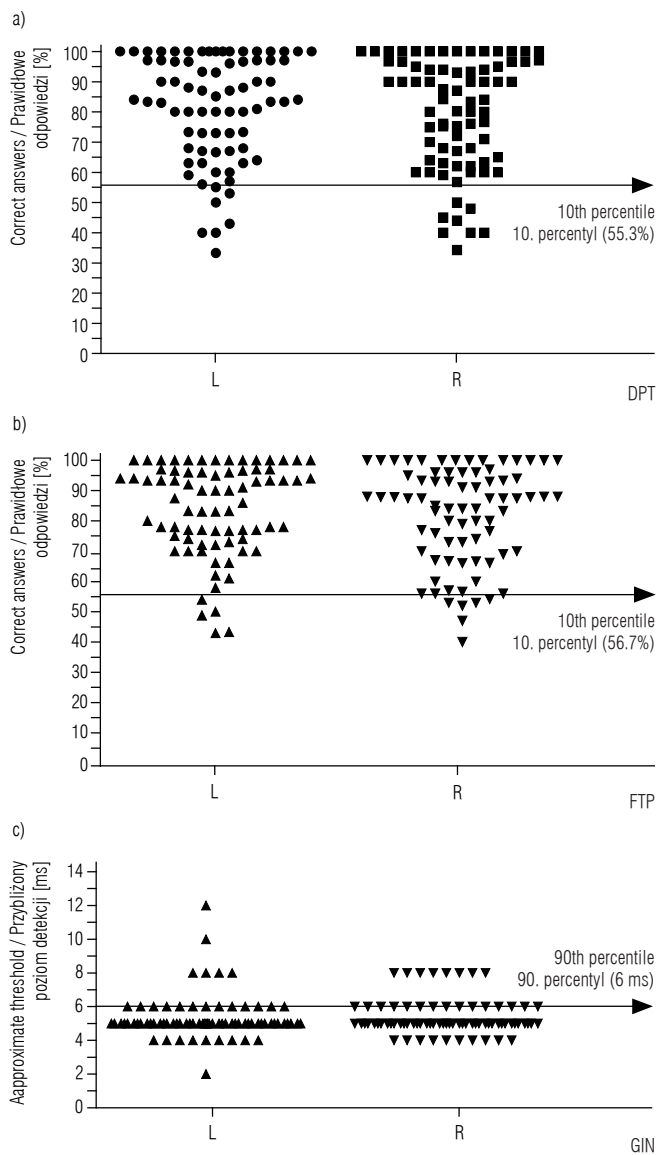 a)
Correct answers / Prawidłowe
odpowiedzi [%]
100
90
80
70
60
50
40
30
20
10
0
10th percentile
10. percentyl (55.3%)
L
R
DPT
b)
Correct answers / Prawidłowe
odpowiedzi [%]
100
90
80
70
60
50
40
30
20
10
0
10th percentile
10. percentyl (56.7%)
L
R
FTP
c)
Aapproximate threshold / Przybliżony
poziom detekcji [ms]
14
12
10
8
6
4
2
0
90th percentile
90. percentyl (6 ms)
L
R
GIN